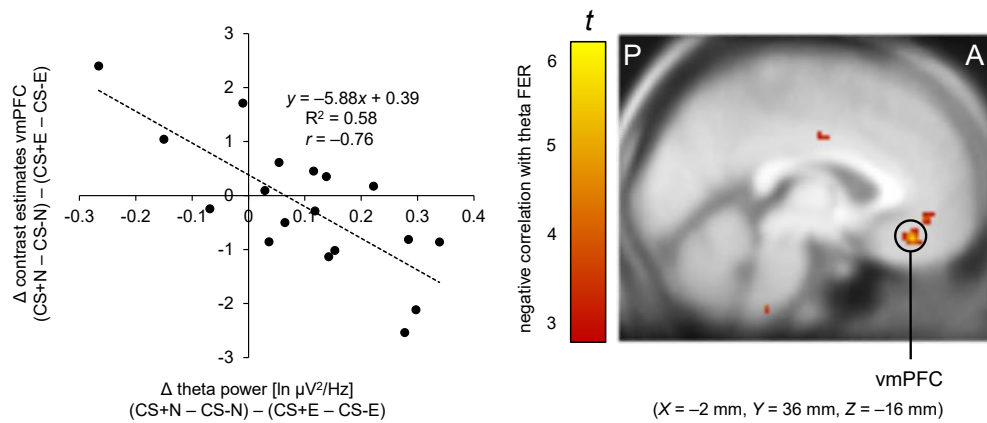 Δ contrast estimates vmPFC
(CS+N – CS-N) – (CS+E – CS-E)
3
2
1
0
-1
-2
-3
-0.3
-0.2
-0.1
0
0.1
0.2
0.3
0.4
y = –5.88x + 0.39
R² = 0.58
r = –0.76
Δ theta power [ln μV²/Hz]
(CS+N – CS-N) – (CS+E – CS-E)
negative correlation with theta FER
t
6
5
4
3
P
A
vmPFC
(X = –2 mm, Y = 36 mm, Z = –16 mm)